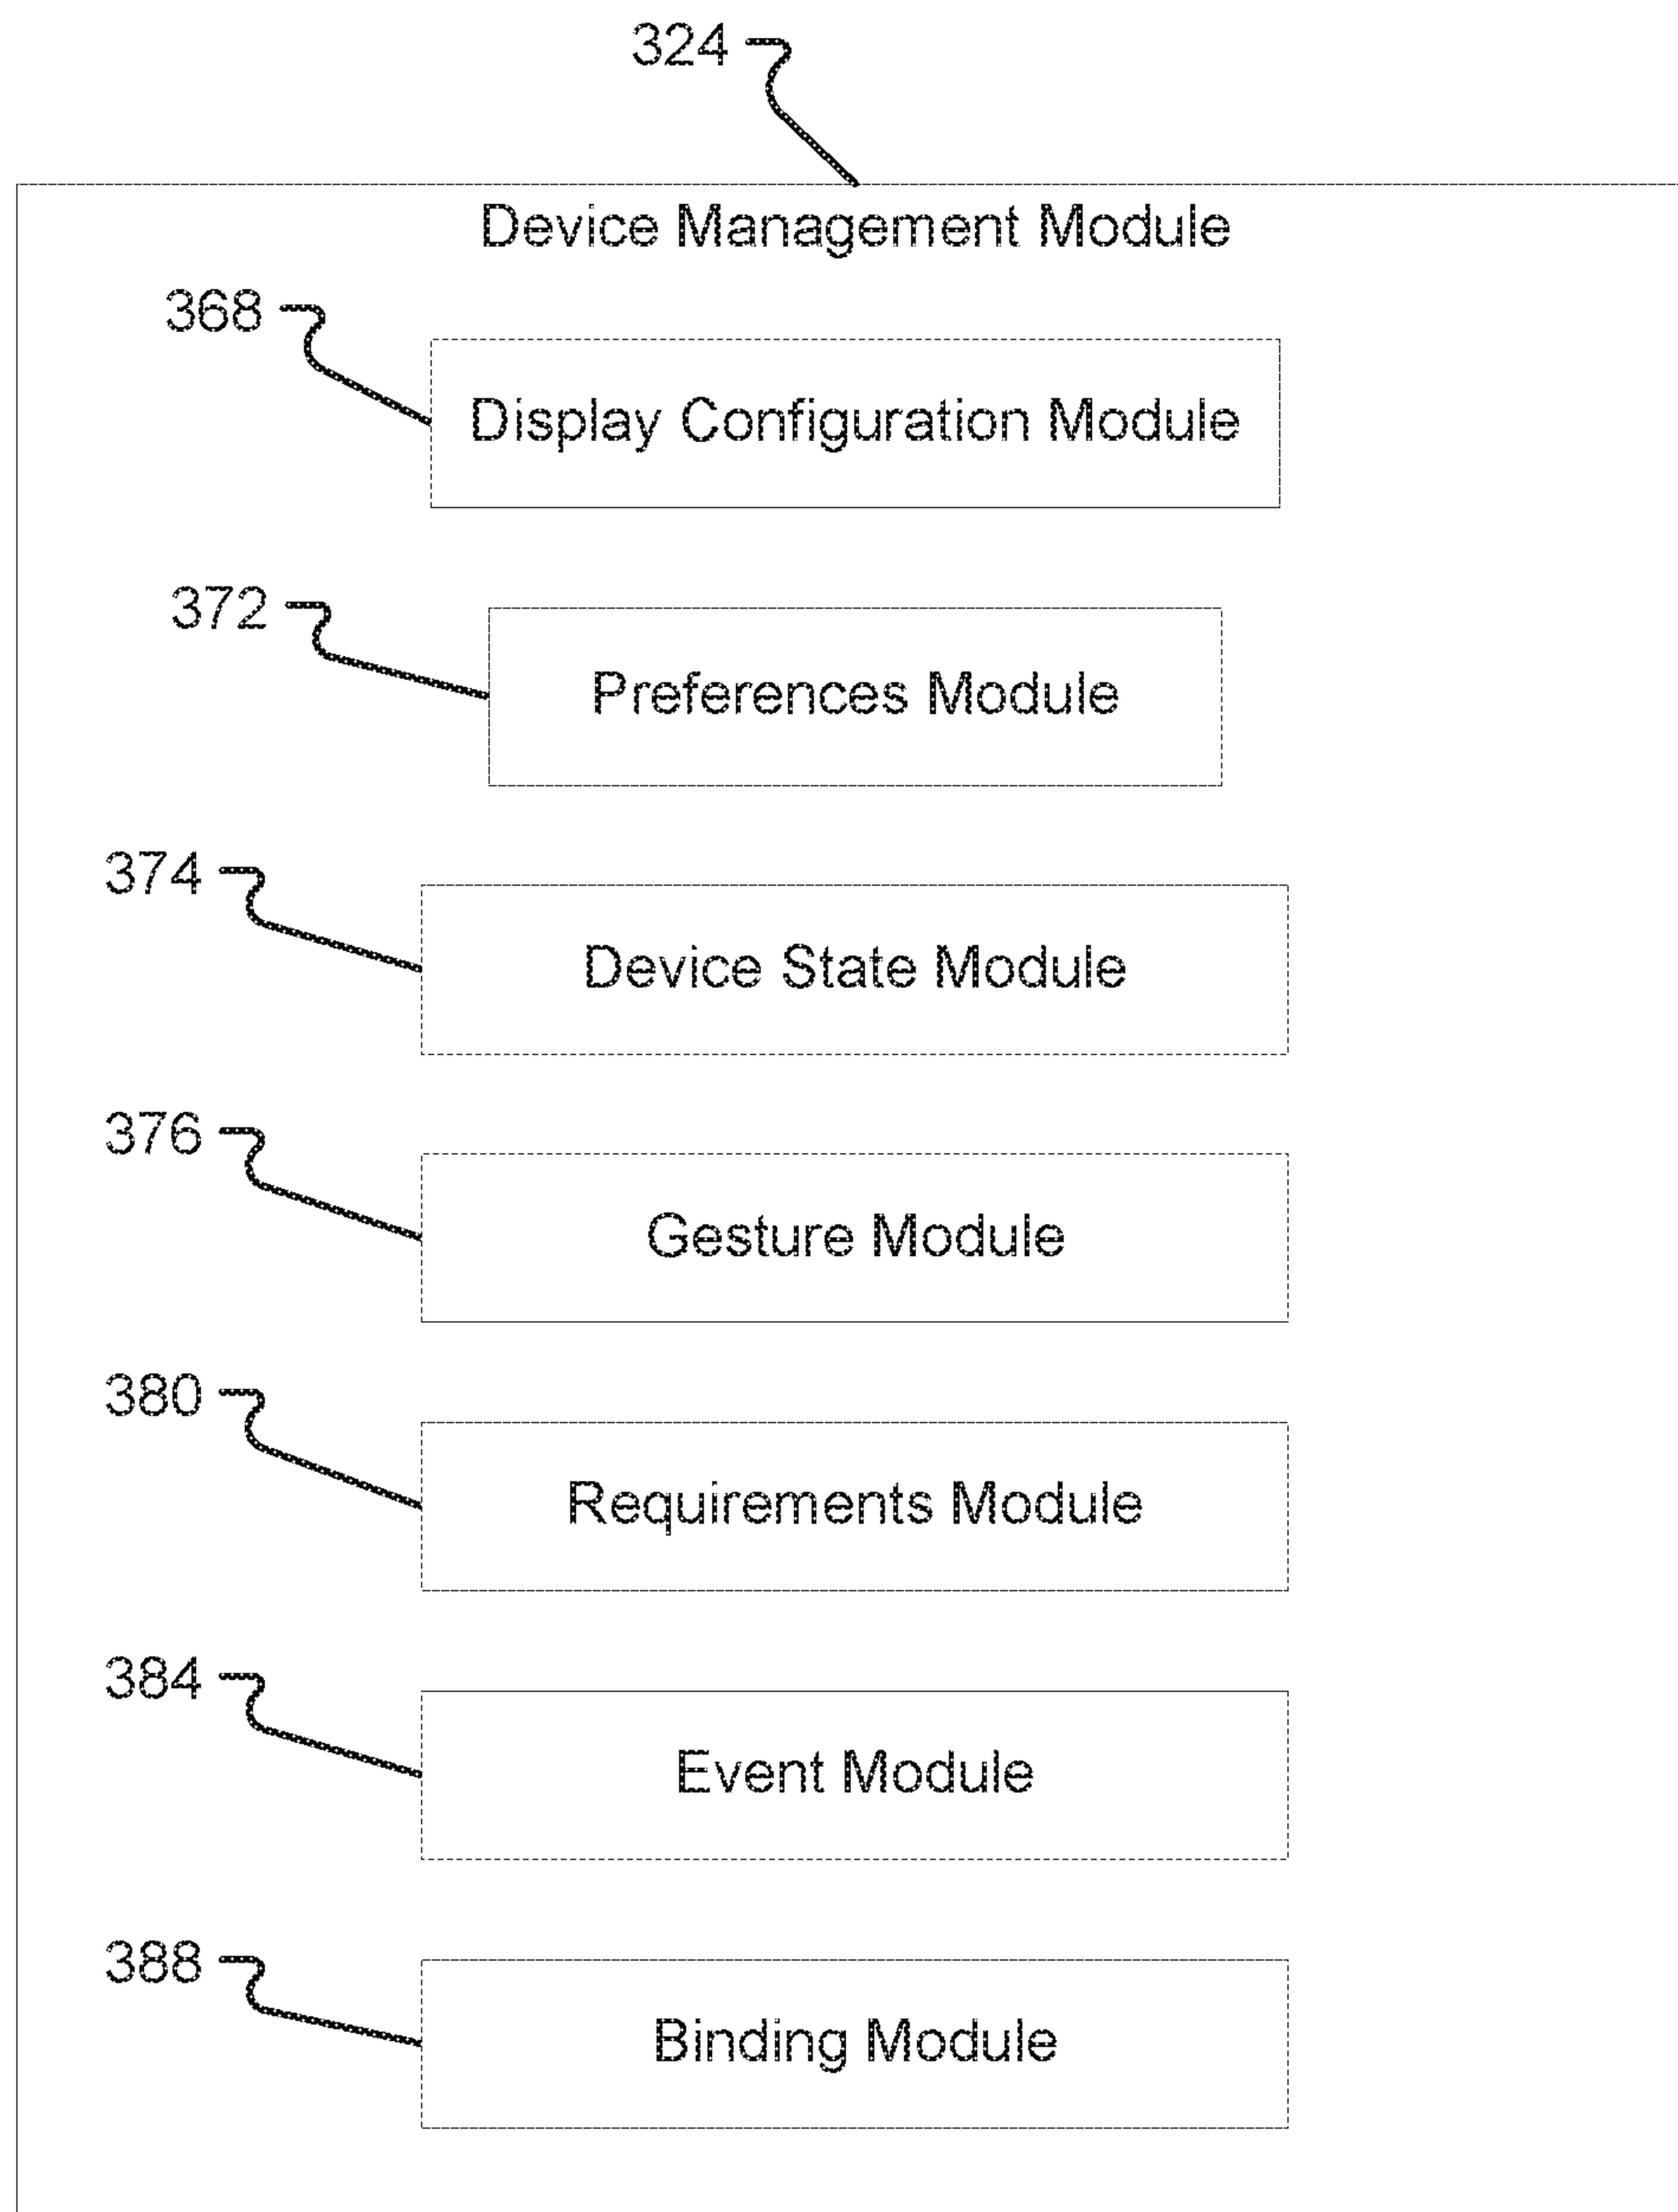 324
Device Management Module
368
Display Configuration Module
372
Preferences Module
374
Device State Module
376
Gesture Module
380
Requirements Module
384
Event Module
388
Binding Module